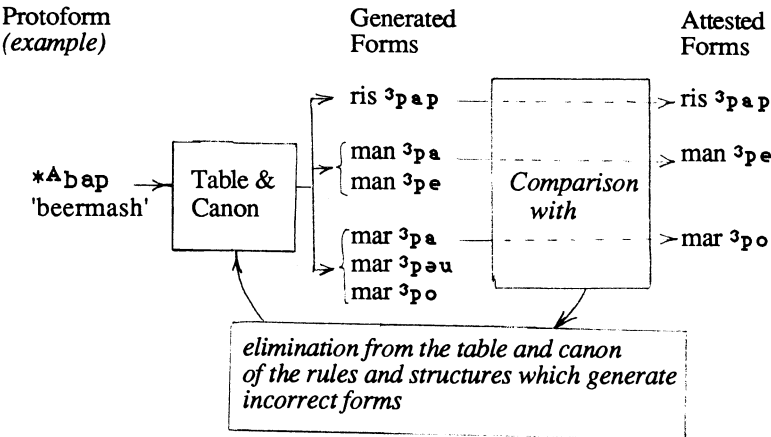 Protoform
(example)
Generated
Forms
Attested
Forms
*ᴬbap
'beermash'
Table &
Canon
ris ³pap
man ³pa
man ³pe
mar ³pa
mar ³pəu
mar ³po
Comparison
with
ris ³pap
man ³pe
mar ³po
elimination from the table and canon
of the rules and structures which generate
incorrect forms